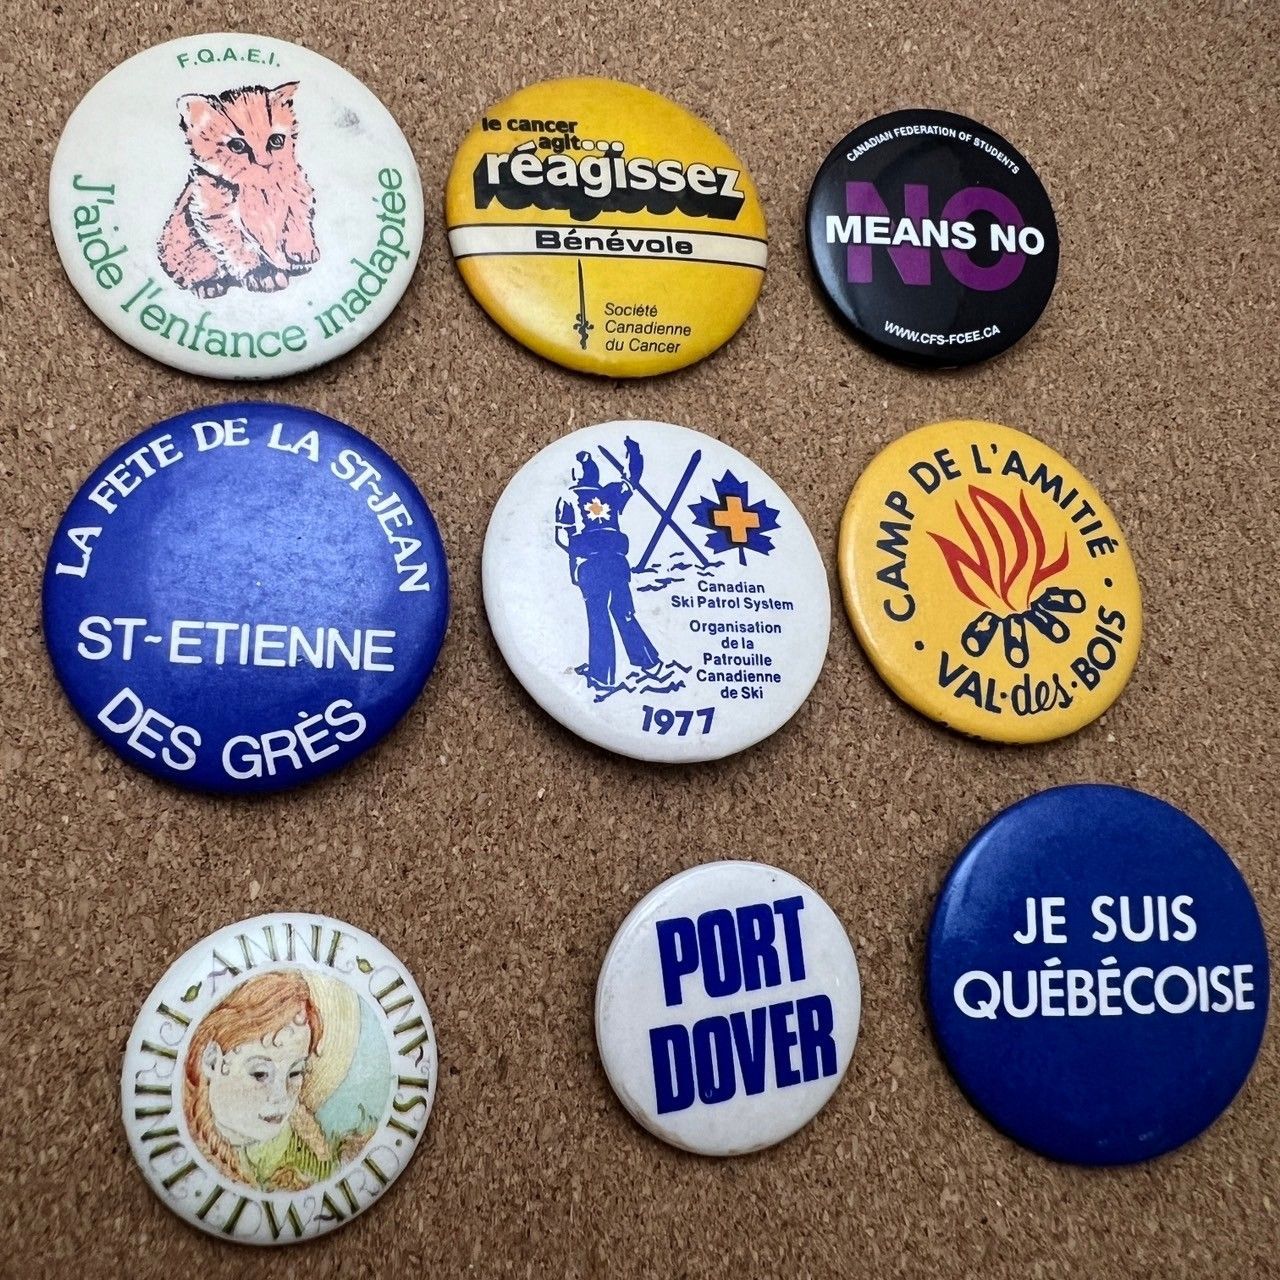 F.Q.A.E.I.
J'aide l'enfance inadaptée
le cancer
agit...
réagissez
Bénévole
Société
Canadienne
du Cancer
CANADIAN FEDERATION OF STUDENTS
NO
MEANS NO
WWW.CFS-FCEE.CA
LA FETE DE LA ST-JEAN
ST-ETIENNE
DES GRÈS
Canadian
Ski Patrol System
Organisation
de la
Patrouille
Canadienne
de Ski
1977
CAMP DE L'AMITIÉ
VAL·des·BOIS
ANNE
PRINCE·EDWARD·ISLAND
PORT
DOVER
JE SUIS
QUÉBÉCOISE